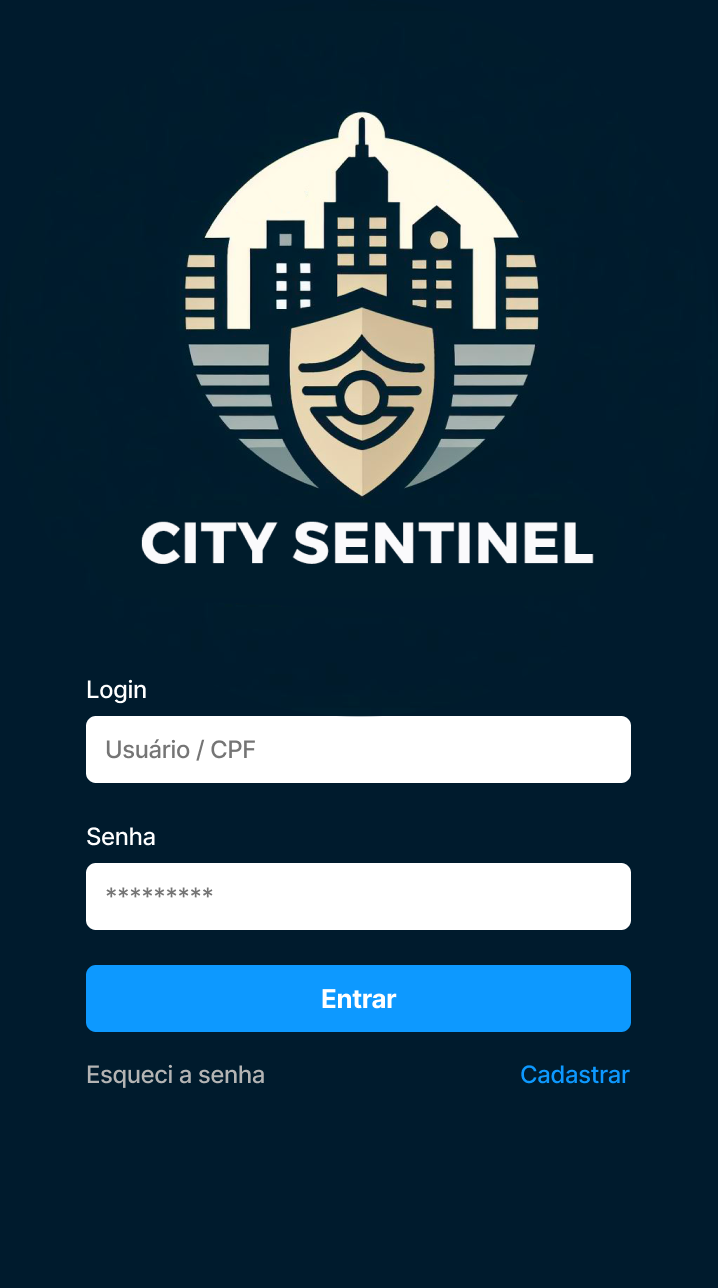 CITY SENTINEL
Login
Usuário / CPF
Senha
*********
Entrar
Esqueci a senha
Cadastrar